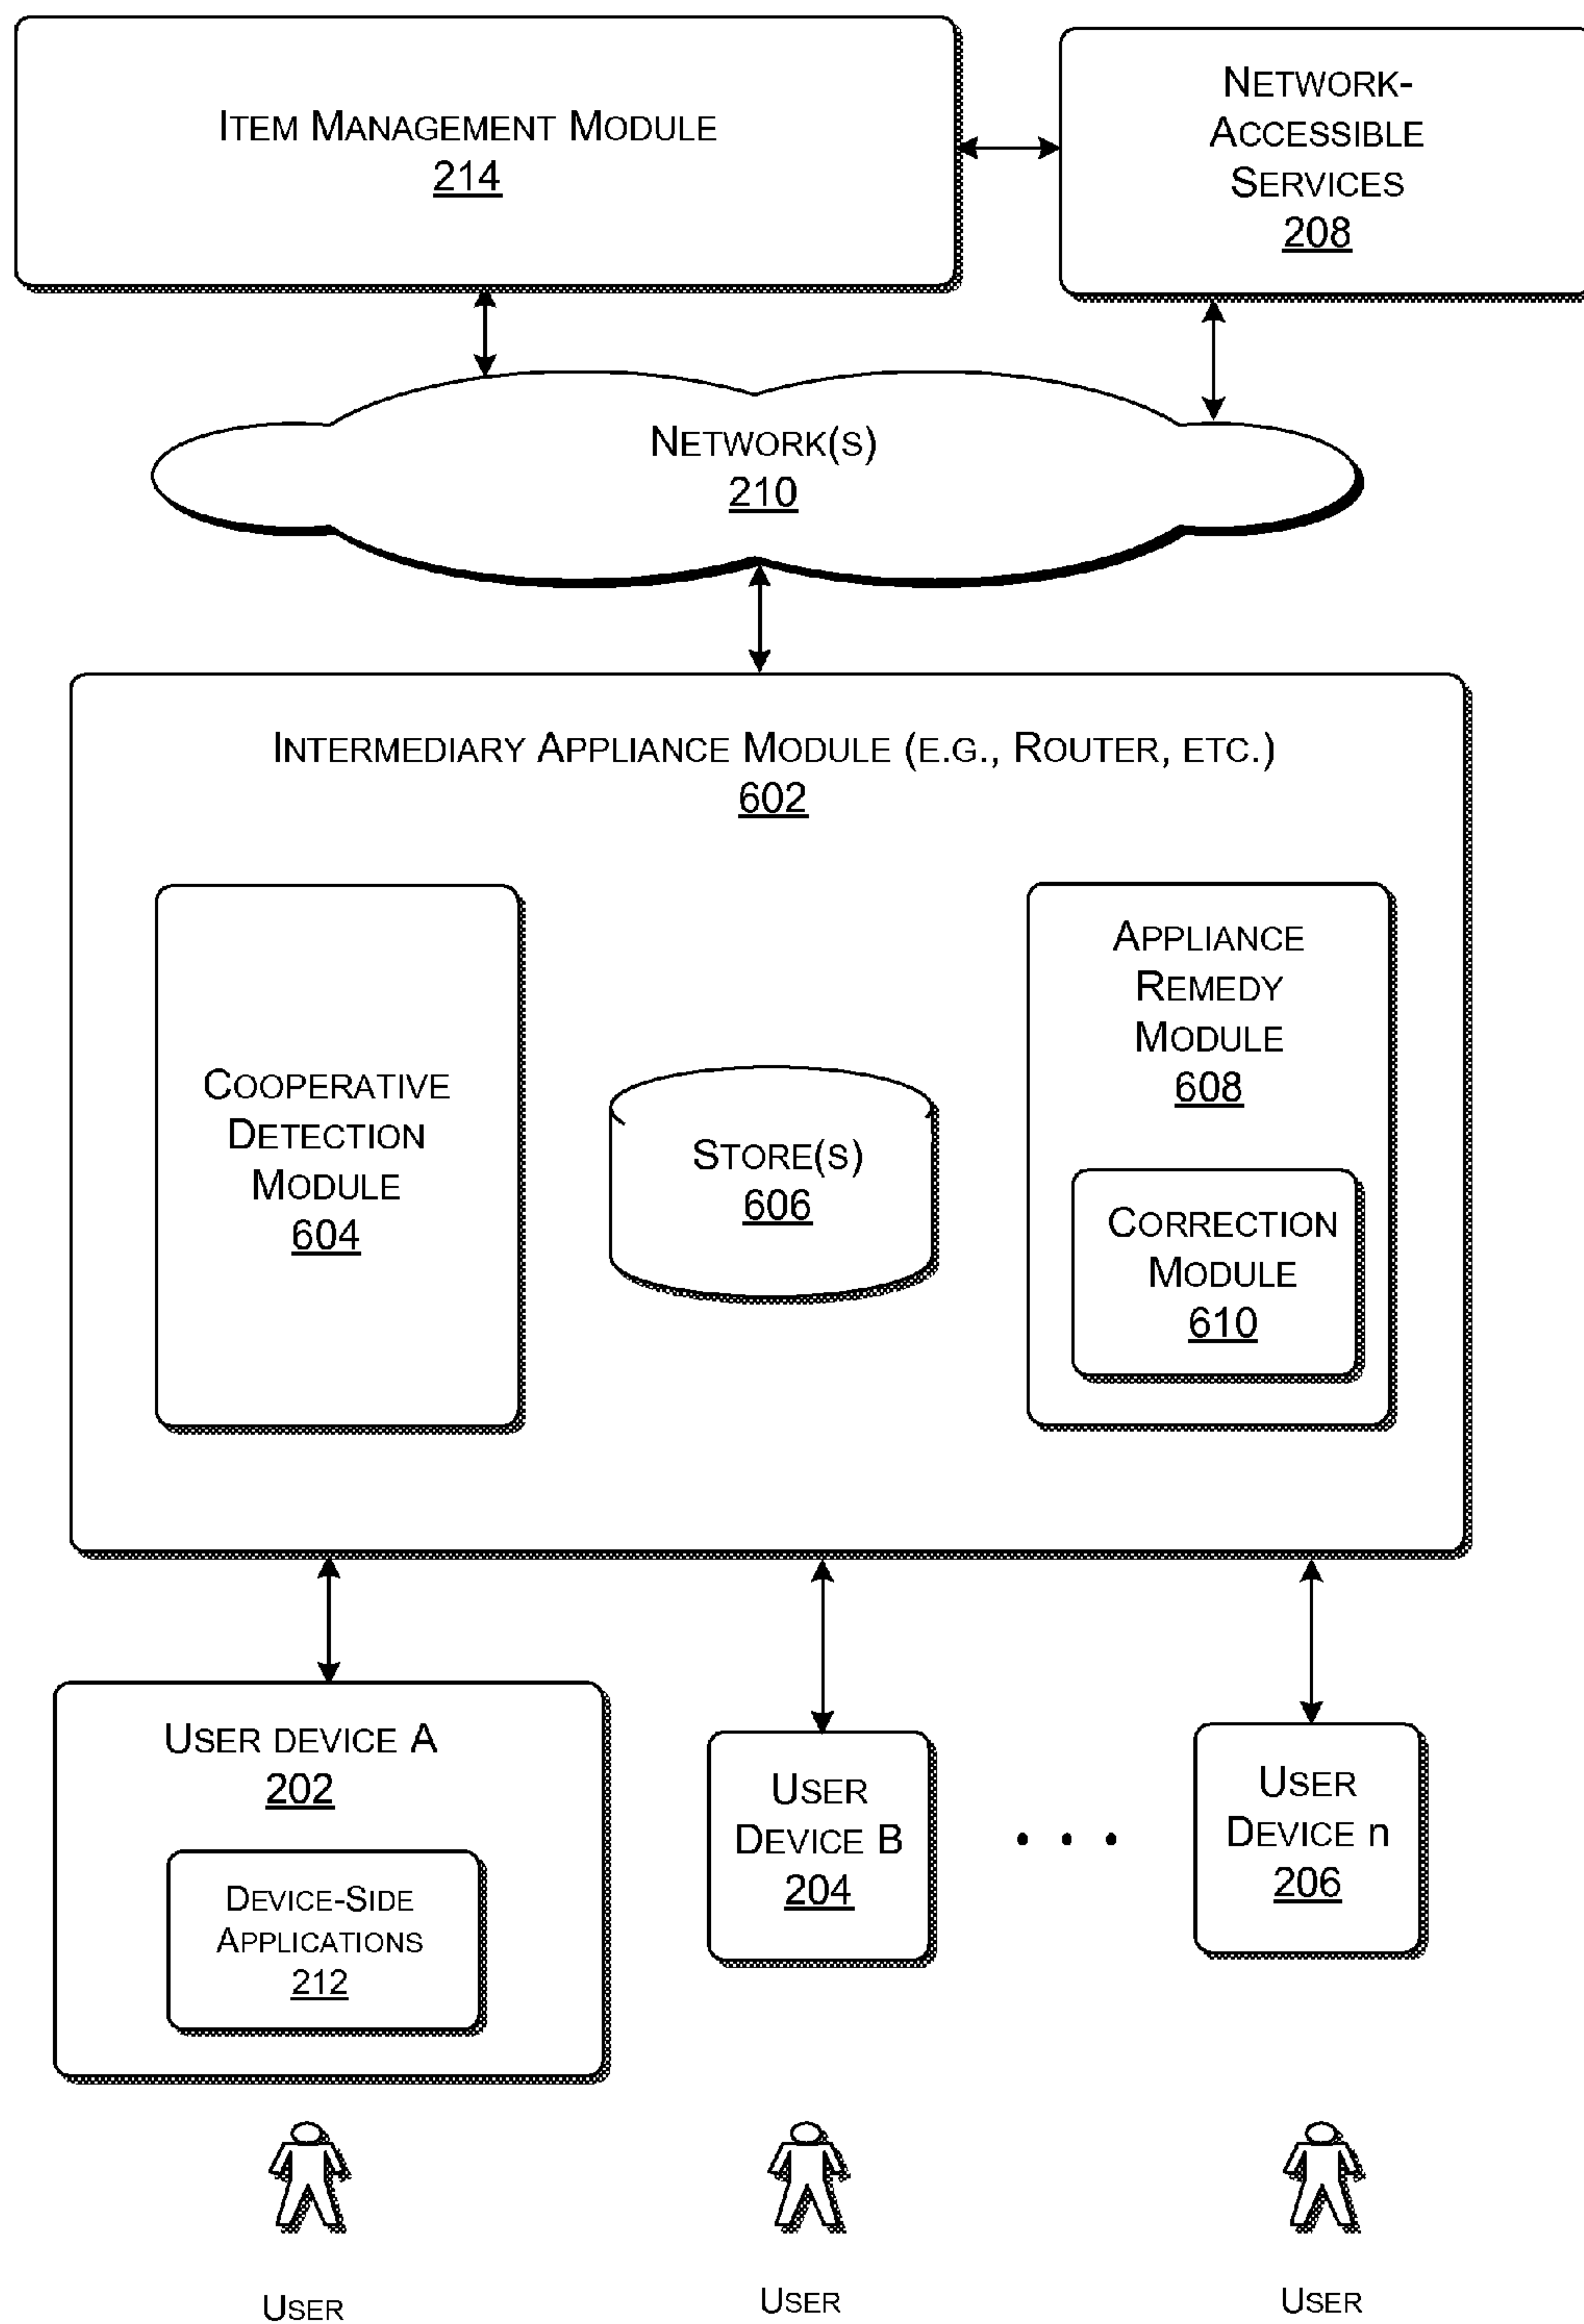 ITEM MANAGEMENT MODULE
214
NETWORK-
ACCESSIBLE
SERVICES
208
NETWORK(S)
210
INTERMEDIARY APPLIANCE MODULE (E.G., ROUTER, ETC.)
602
COOPERATIVE
DETECTION
MODULE
604
STORE(S)
606
APPLIANCE
REMEDY
MODULE
608
CORRECTION
MODULE
610
USER DEVICE A
202
DEVICE-SIDE
APPLICATIONS
212
USER
DEVICE B
204
. . .
USER
DEVICE n
206
USER
USER
USER